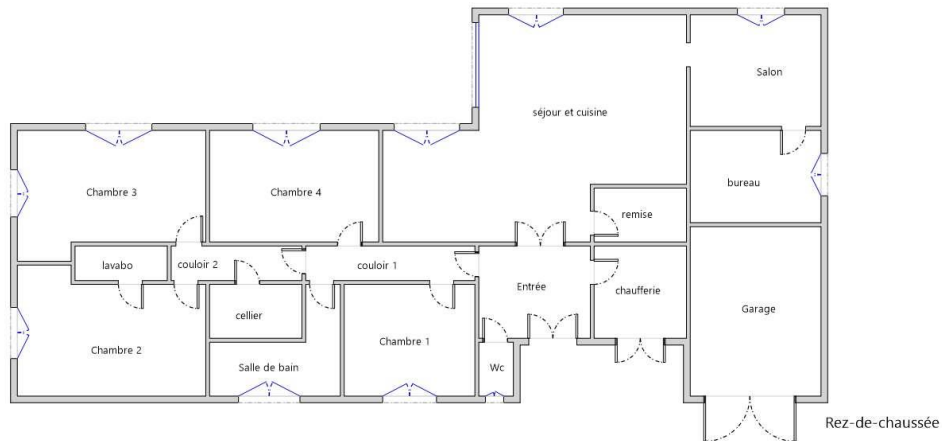 Salon
séjour et cuisine
Chambre 3
Chambre 4
bureau
remise
lavabo
couloir 2
couloir 1
Entrée
chaufferie
Garage
cellier
Chambre 2
Chambre 1
Salle de bain
Wc
Rez-de-chaussée